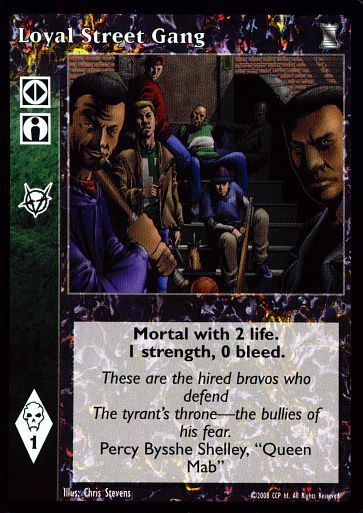 Loyal Street Gang
1
Mortal with 2 life.
1 strength, 0 bleed.
These are the hired bravos who
defend
The tyrant's throne—the bullies of
his fear.
Percy Bysshe Shelley, “Queen
Mab”
Illus: Chris Stevens
©2008 CCP hf. All Rights Reserved